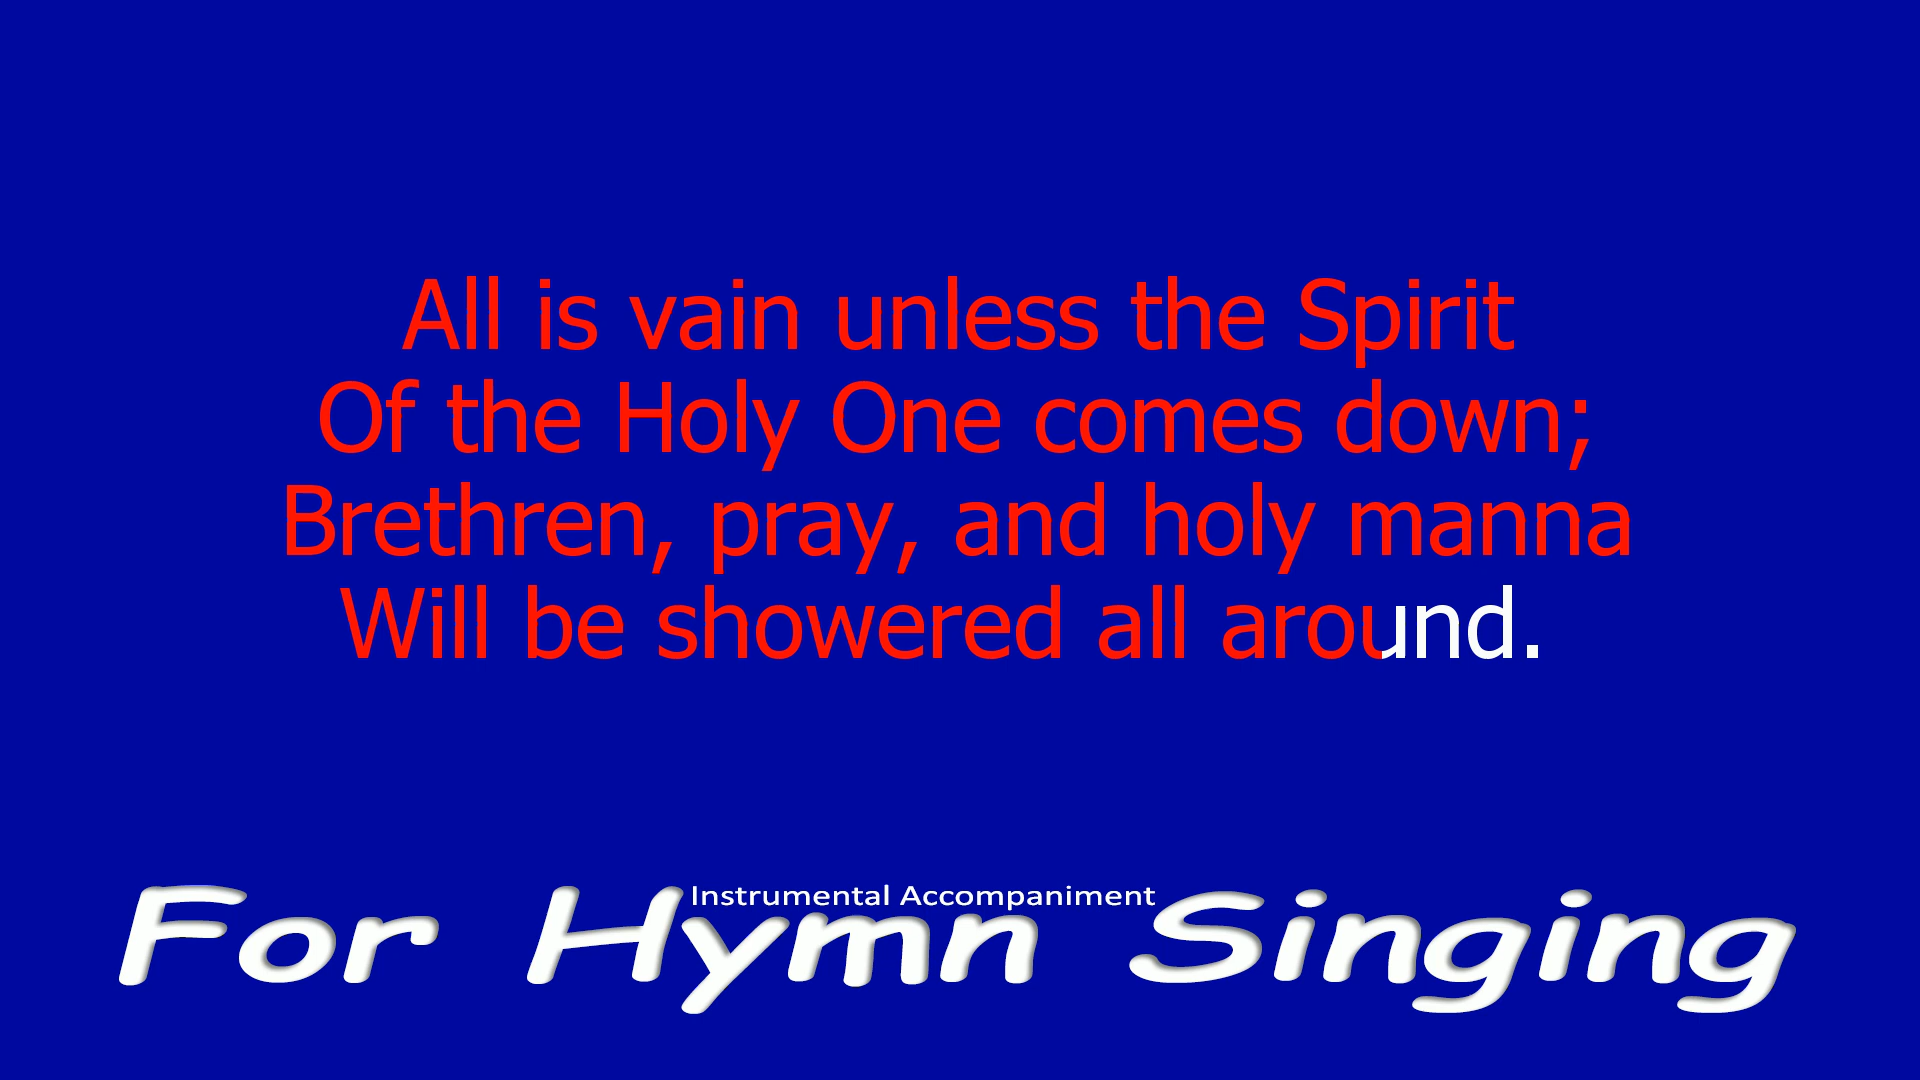 All is vain unless the Spirit
Of the Holy One comes down;
Brethren, pray, and holy manna
Will be showered all around.
Instrumental Accompaniment
For Hymn Singing